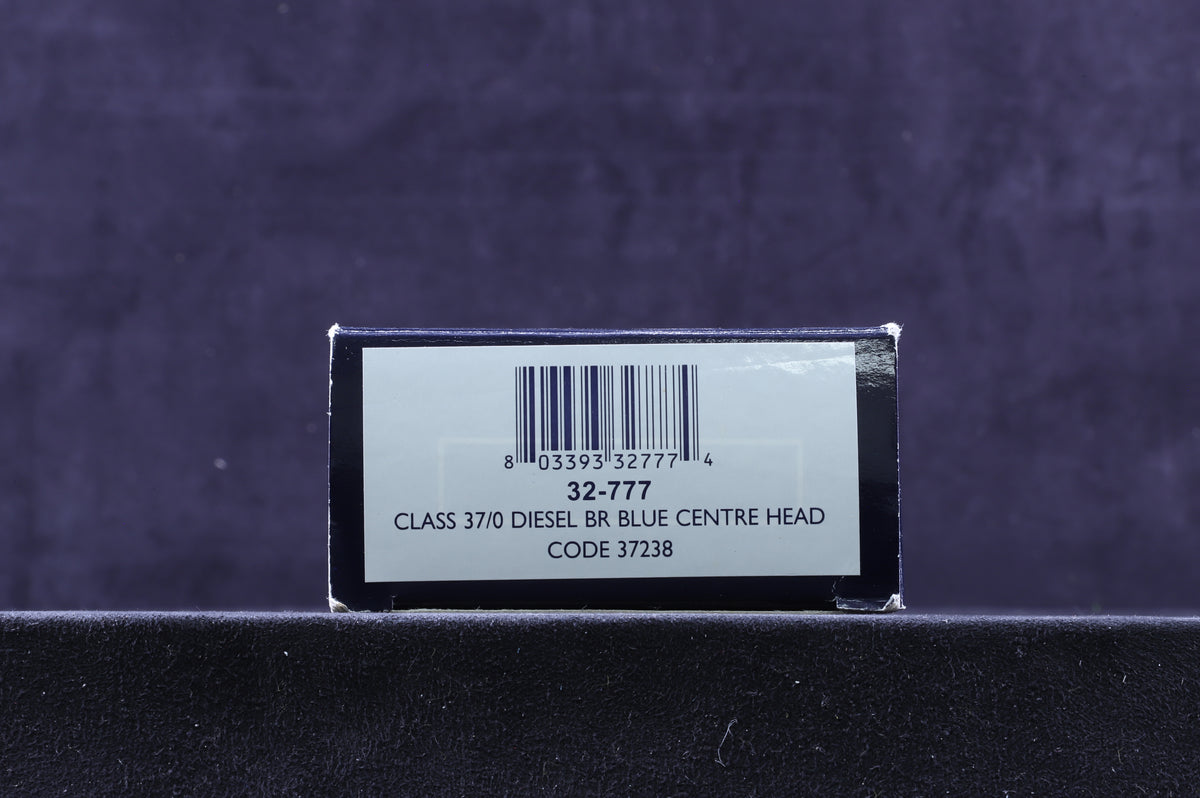 8 03393 32777 4
32-777
CLASS 37/0 DIESEL BR BLUE CENTRE HEAD
CODE 37238